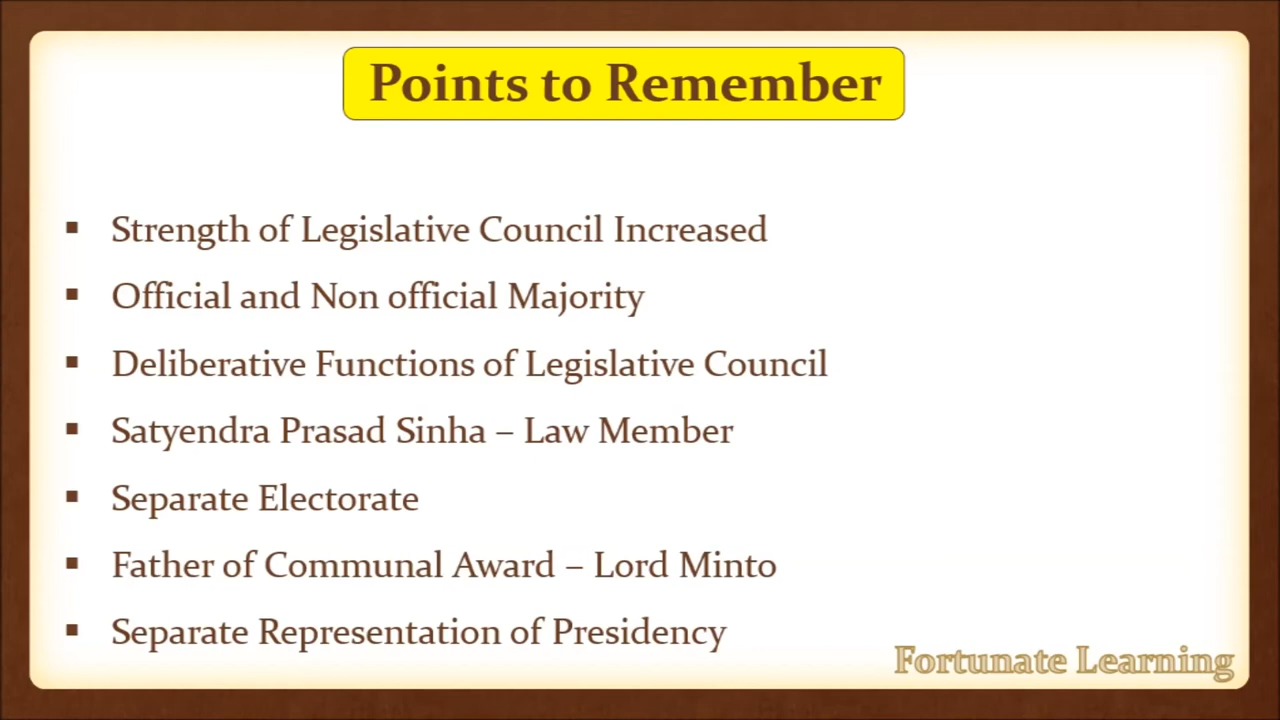 Points to Remember
▪ Strength of Legislative Council Increased
▪ Official and Non official Majority
▪ Deliberative Functions of Legislative Council
▪ Satyendra Prasad Sinha – Law Member
▪ Separate Electorate
▪ Father of Communal Award – Lord Minto
▪ Separate Representation of Presidency
Fortunate Learning